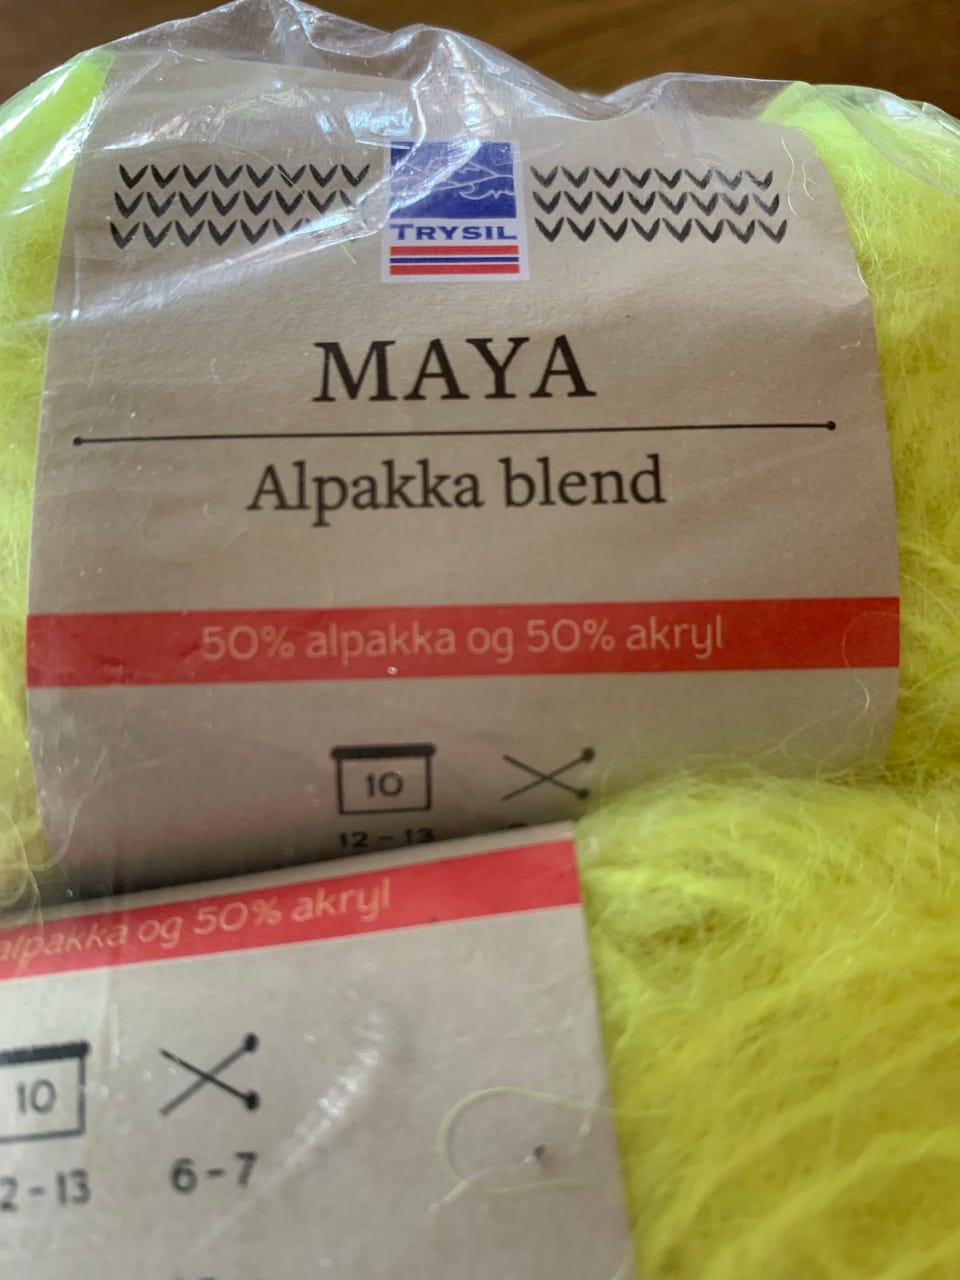 TRYSIL
MAYA
Alpakka blend
50% alpakka og 50% akryl
10
12 - 13
alpakka og 50% akryl
10
2 - 13
6 - 7